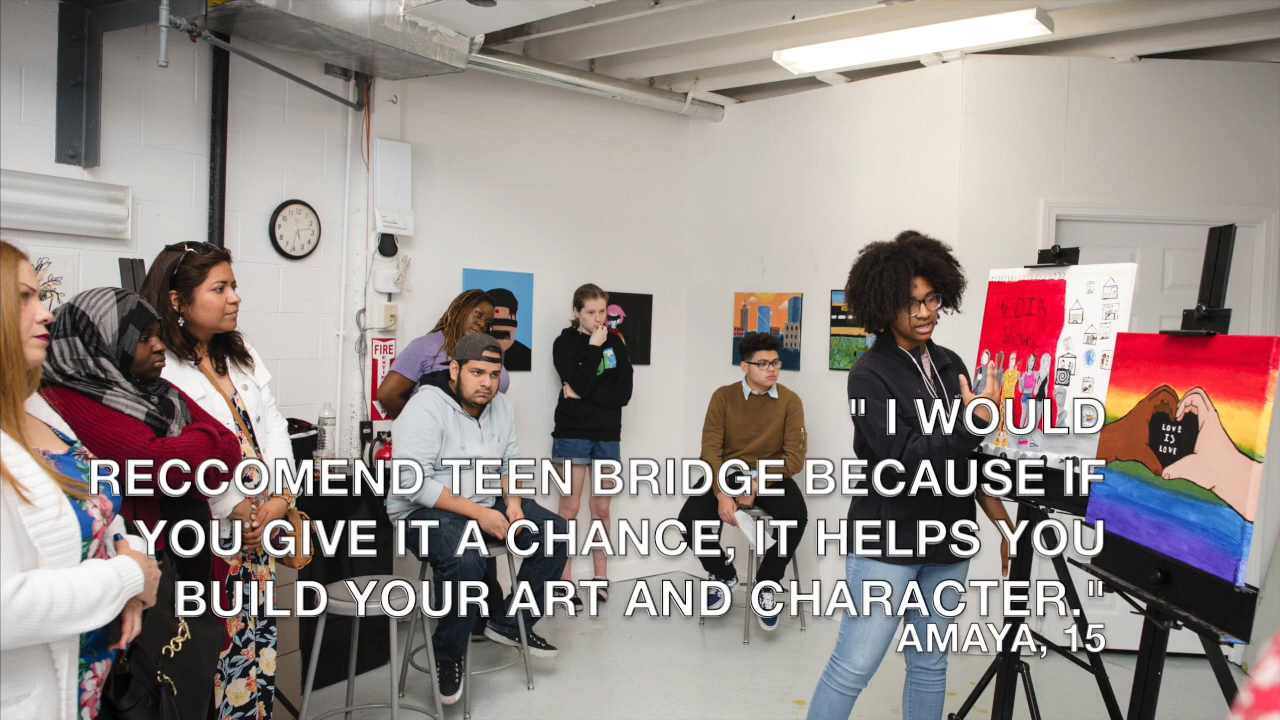 FIRE
MEDIA
LOVE
IS
LOVE
" I WOULD
RECCOMEND TEEN BRIDGE BECAUSE IF
YOU GIVE IT A CHANCE, IT HELPS YOU
BUILD YOUR ART AND CHARACTER."
AMAYA, 15